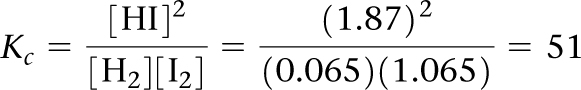 K_c = [HI]^2 / [H_2][I_2] = (1.87)^2 / (0.065)(1.065) = 51